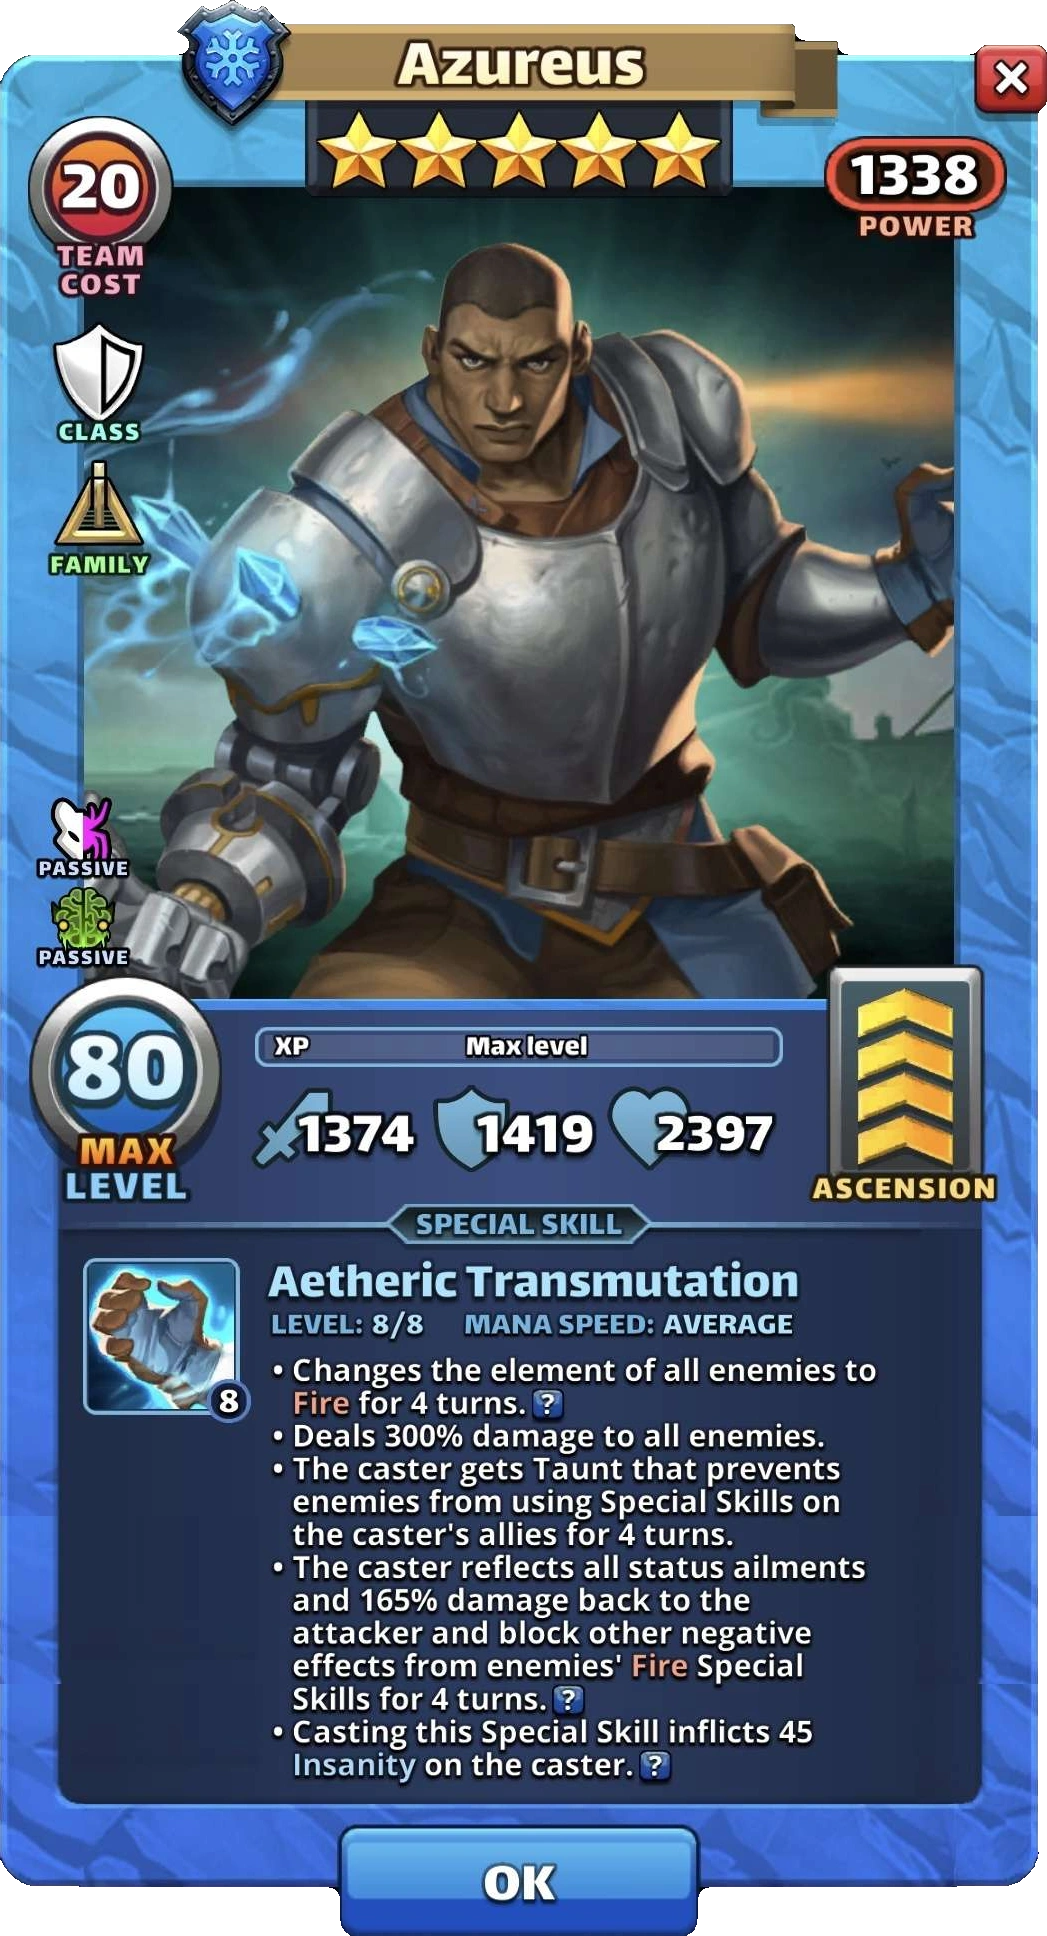 Azureus
20
TEAM
COST
1338
POWER
CLASS
FAMILY
PASSIVE
PASSIVE
80
MAX
LEVEL
XP Max level
1374 1419 2397
ASCENSION
SPECIAL SKILL
Aetheric Transmutation
LEVEL: 8/8 MANA SPEED: AVERAGE
8
• Changes the element of all enemies to
Fire for 4 turns. ?
• Deals 300% damage to all enemies.
• The caster gets Taunt that prevents
enemies from using Special Skills on
the caster's allies for 4 turns.
• The caster reflects all status ailments
and 165% damage back to the
attacker and block other negative
effects from enemies' Fire Special
Skills for 4 turns. ?
• Casting this Special Skill inflicts 45
Insanity on the caster. ?
OK